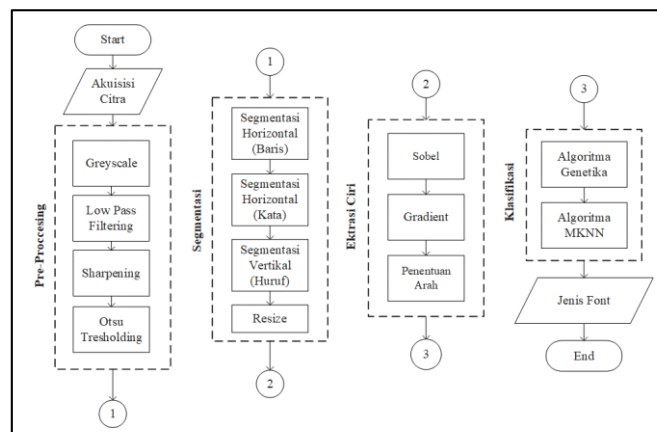 Start
Akuisisi
Citra
Pre-Proccesing
Greyscale
Low Pass
Filtering
Sharpening
Otsu
Tresholding
1
1
Segmentasi
Segmentasi
Horizontal
(Baris)
Segmentasi
Horizontal
(Kata)
Segmentasi
Vertikal
(Huruf)
Resize
2
2
Ektrasi Ciri
Sobel
Gradient
Penentuan
Arah
3
3
Klasifikasi
Algoritma
Genetika
Algoritma
MKNN
Jenis Font
End